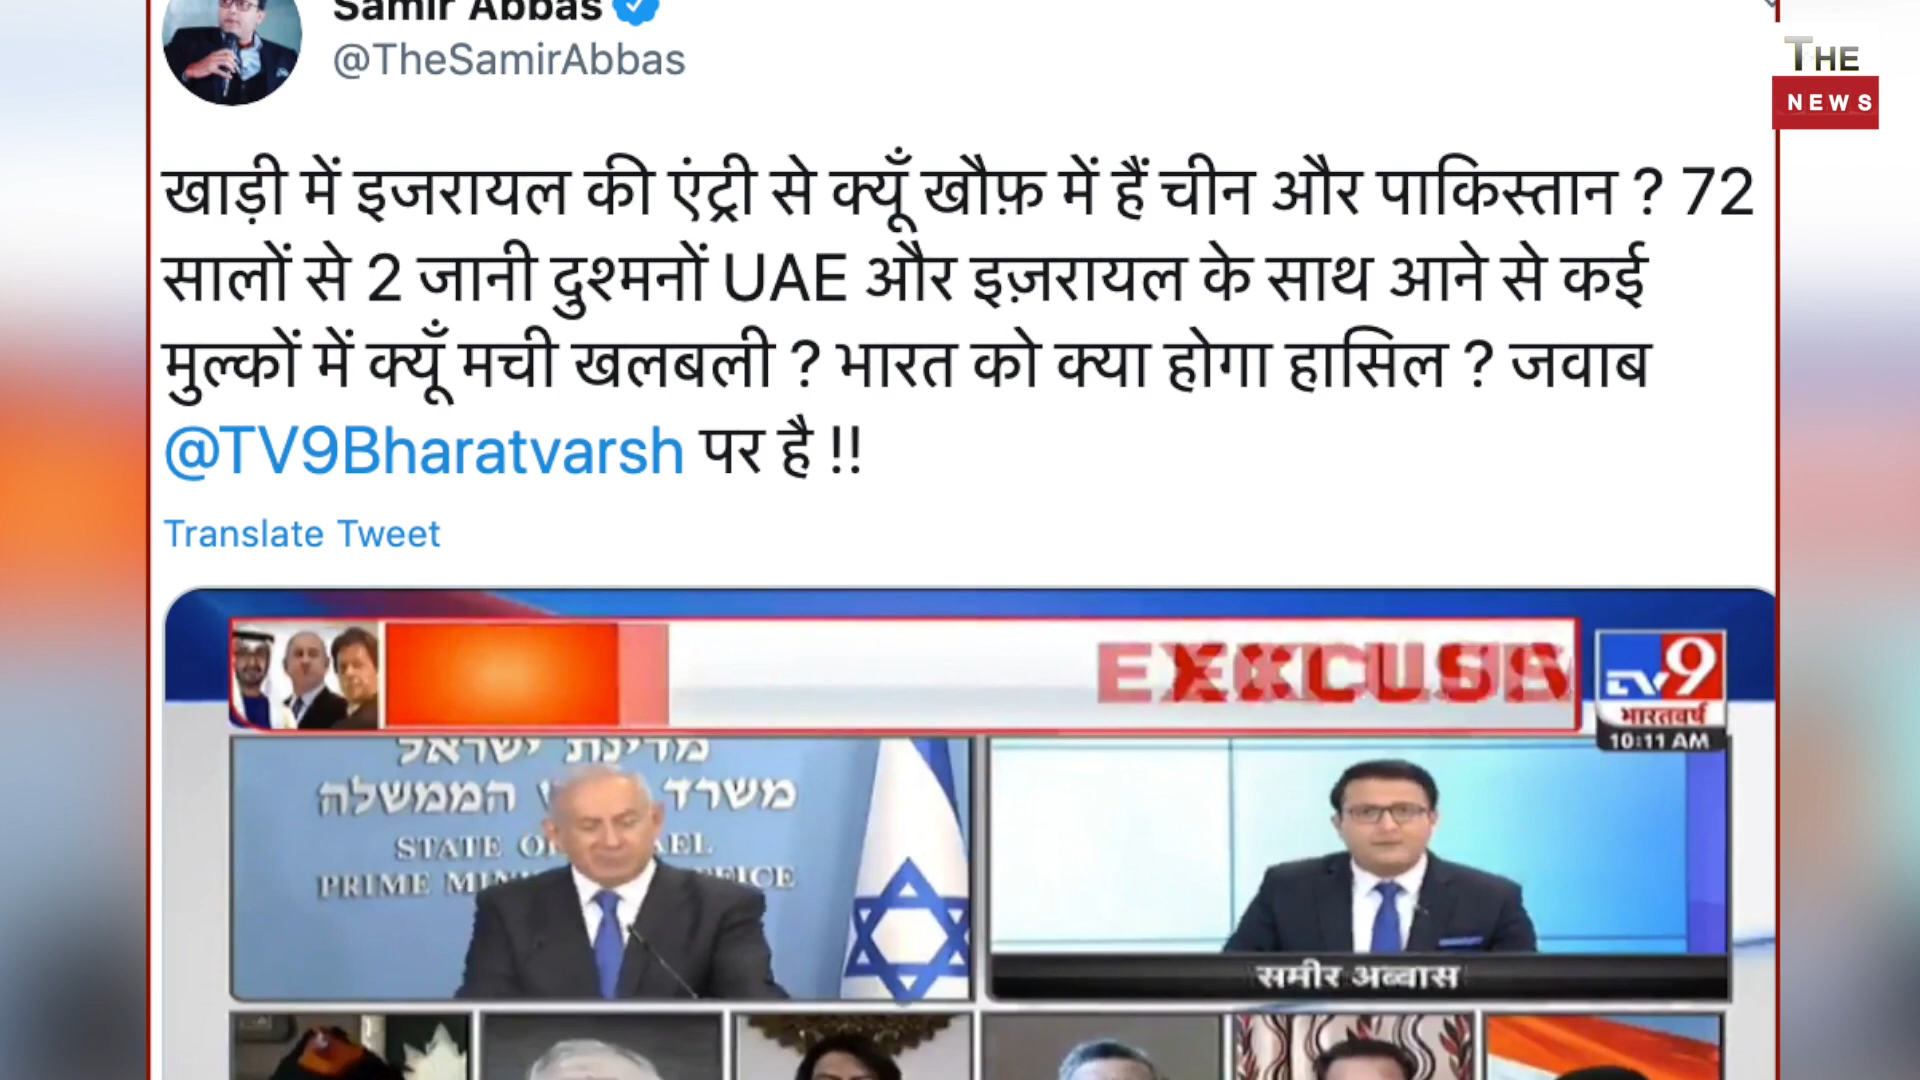 Samir Abbas
@TheSamirAbbas
THE
NEWS
खाड़ी में इजरायल की एंट्री से क्यूँ खौफ़ में हैं चीन और पाकिस्तान ? 72
सालों से 2 जानी दुश्मनों UAE और इज़रायल के साथ आने से कई
मुल्कों में क्यूँ मची खलबली ? भारत को क्या होगा हासिल ? जवाब
@TV9Bharatvarsh पर है !!
Translate Tweet
TV9
भारतवर्ष
10:11 AM
מדינת ישראל
משרד הממשלה
STATE OF
PRIME
समीर अब्बास